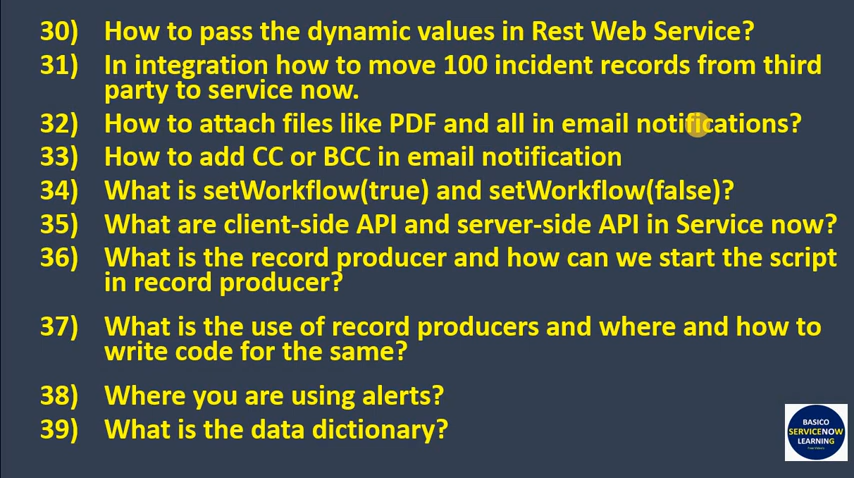 30) How to pass the dynamic values in Rest Web Service?
31) In integration how to move 100 incident records from third
party to service now.
32) How to attach files like PDF and all in email notifications?
33) How to add CC or BCC in email notification
34) What is setWorkflow(true) and setWorkflow(false)?
35) What are client-side API and server-side API in Service now?
36) What is the record producer and how can we start the script
in record producer?
37) What is the use of record producers and where and how to
write code for the same?
38) Where you are using alerts?
39) What is the data dictionary?
BASICO
SERVICENOW
LEARNING